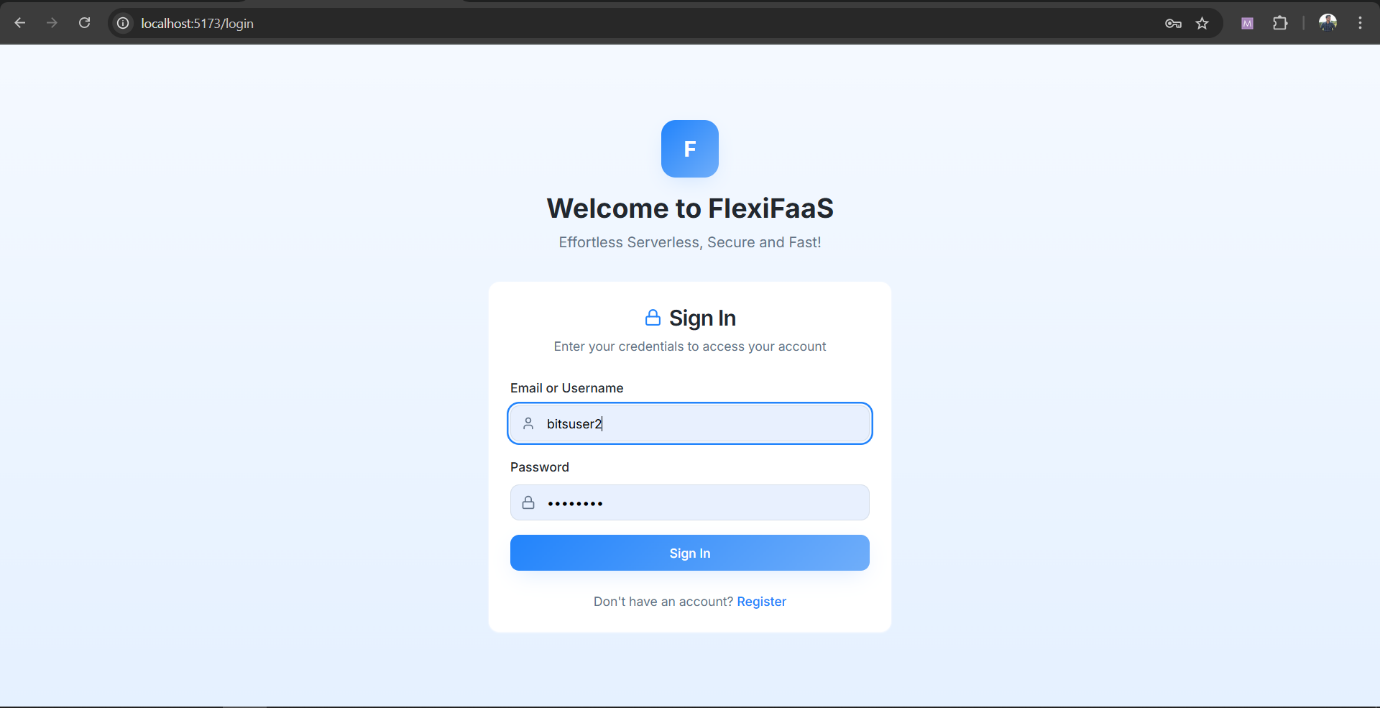 localhost:5173/login
M
F
Welcome to FlexiFaaS
Effortless Serverless, Secure and Fast!
Sign In
Enter your credentials to access your account
Email or Username
bitsuser2
Password
••••••••
Sign In
Don't have an account? Register